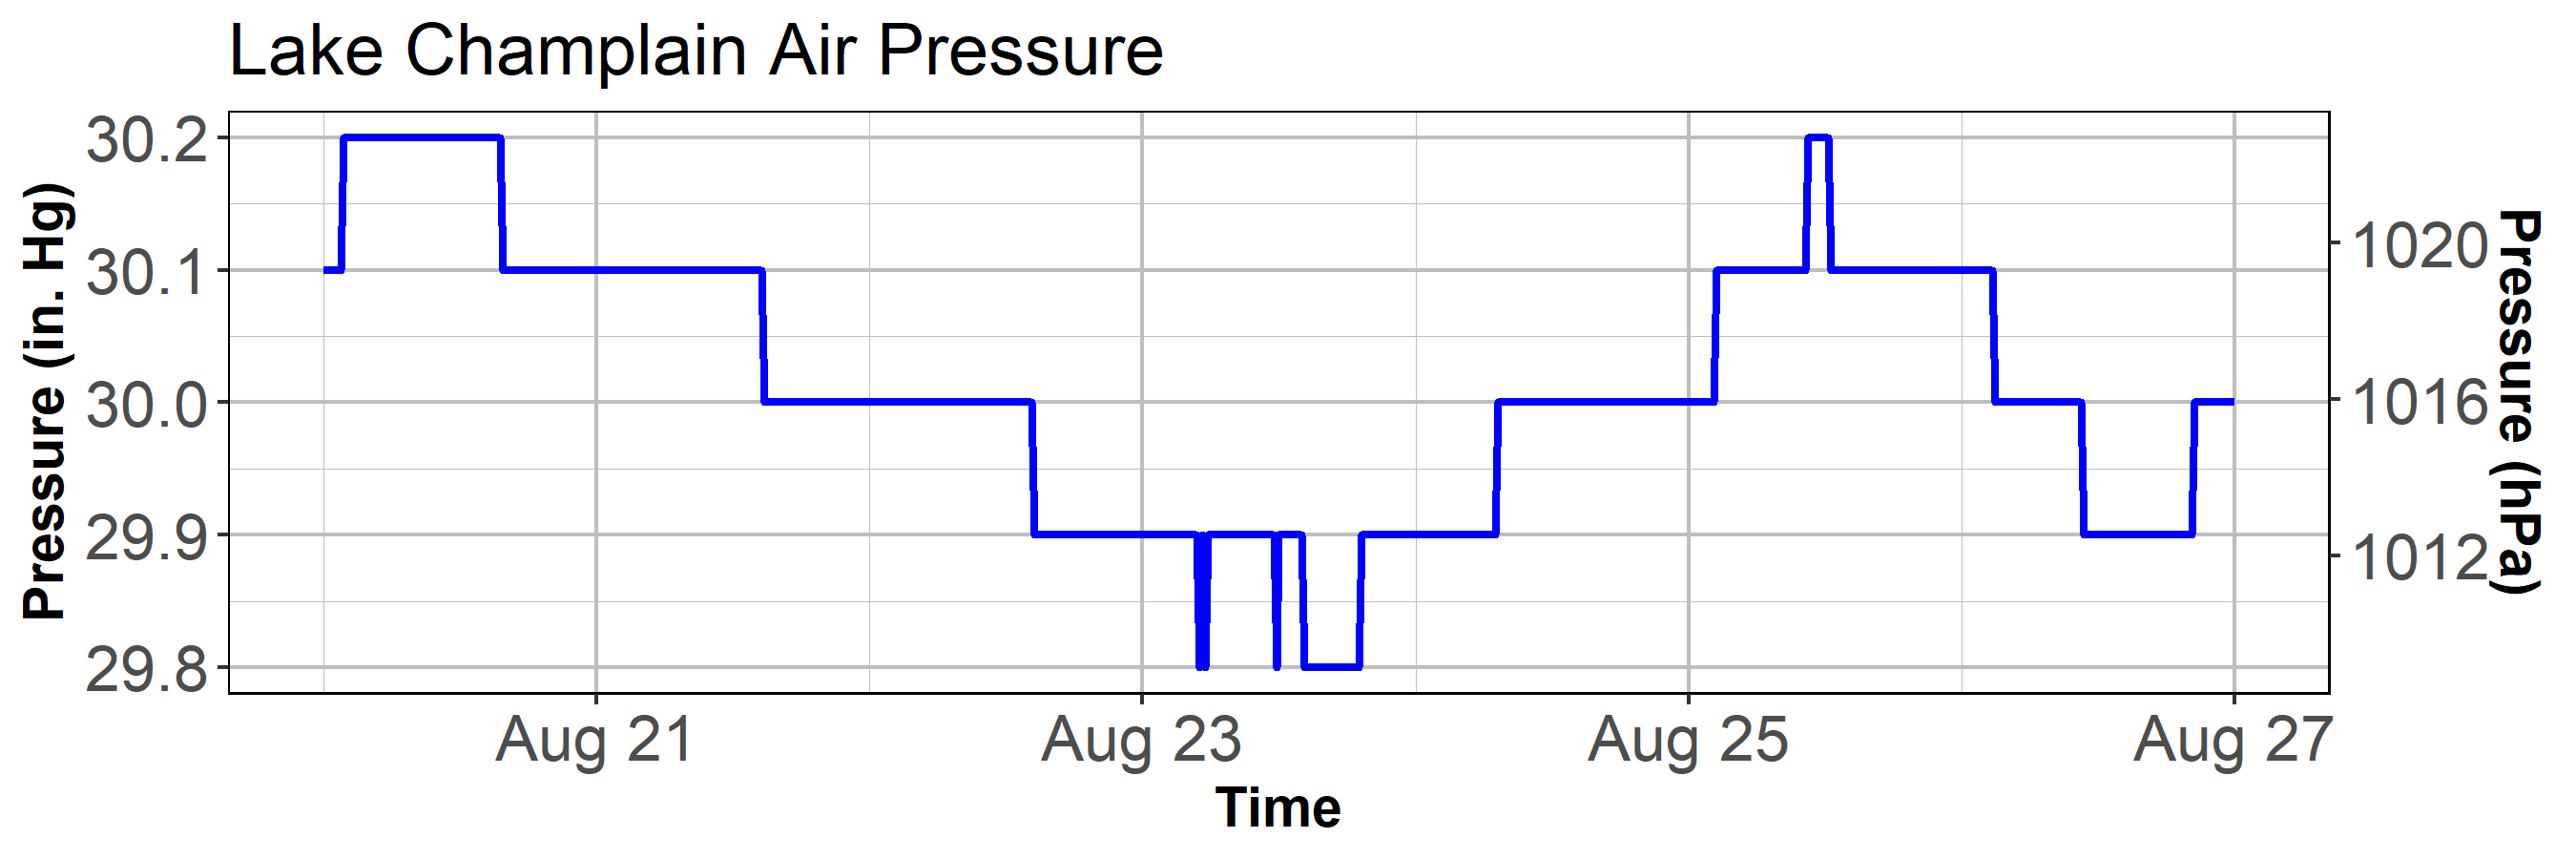 Lake Champlain Air Pressure
Pressure (in. Hg)
30.2
30.1
30.0
29.9
29.8
1020
1016
1012
Pressure (hPa)
Aug 21 Aug 23 Aug 25 Aug 27
Time